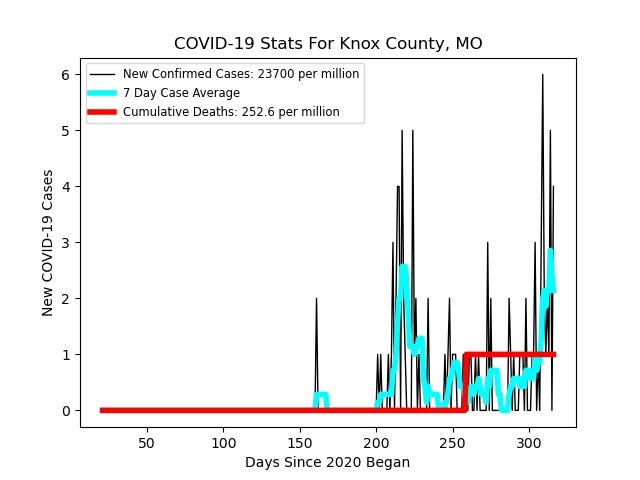 COVID-19 Stats For Knox County, MO
New Confirmed Cases: 23700 per million
7 Day Case Average
Cumulative Deaths: 252.6 per million
New COVID-19 Cases
6
5
4
3
2
1
0
50 100 150 200 250 300
Days Since 2020 Began